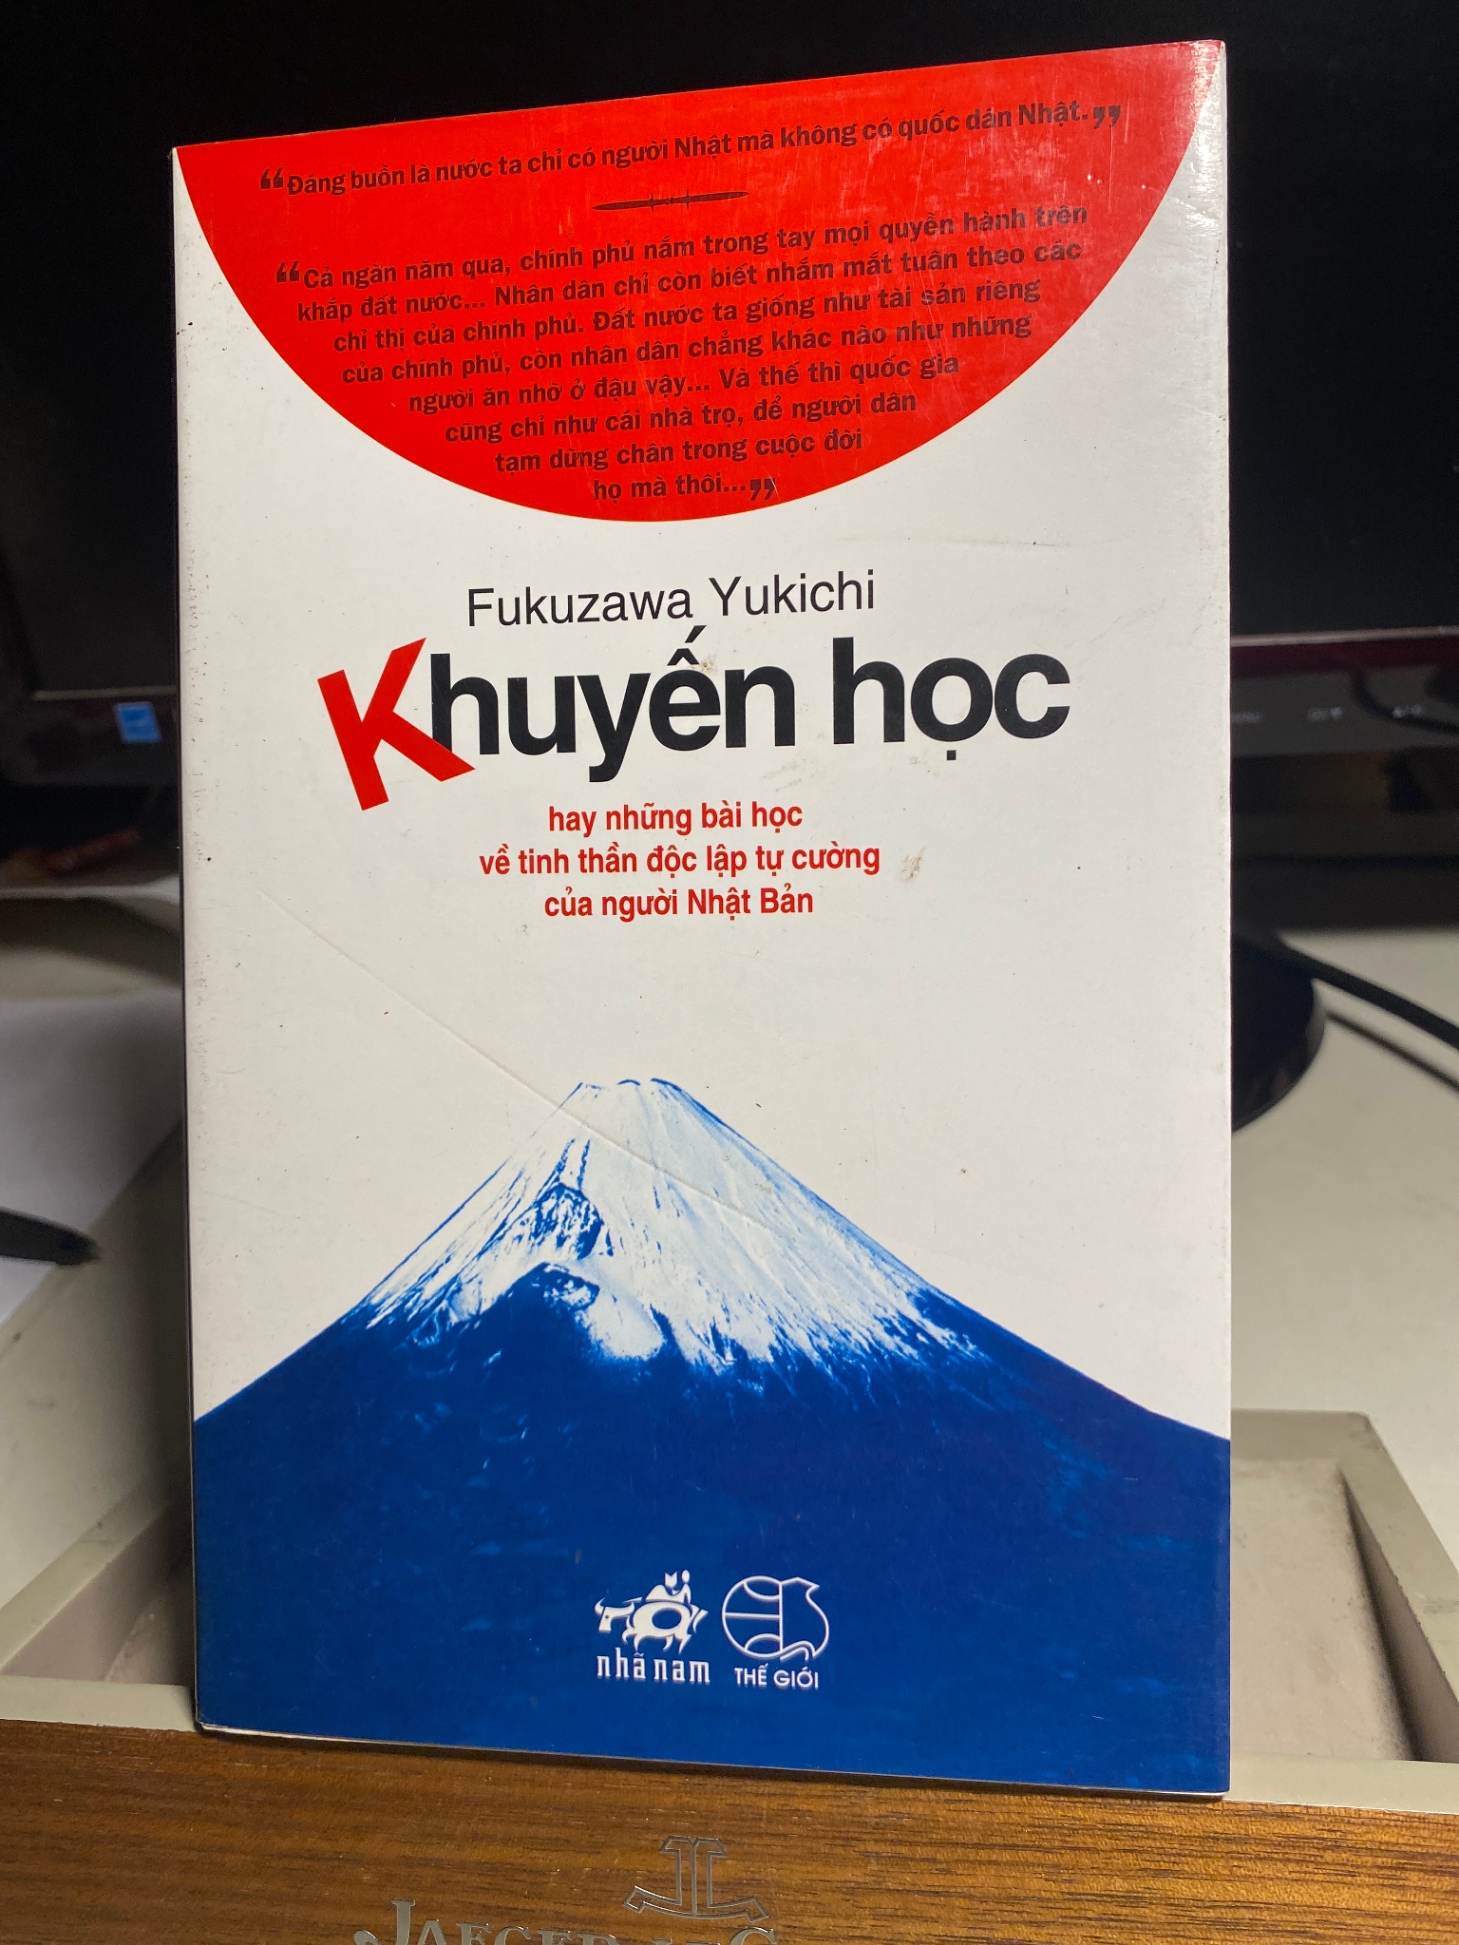 “Đáng buồn là nước ta chỉ có người Nhật mà không có quốc dân Nhật.”
“Cả ngàn năm qua, chính phủ nắm trong tay mọi quyền hành trên
khắp đất nước... Nhân dân chỉ còn biết nhắm mắt tuân theo các
chỉ thị của chính phủ. Đất nước ta giống như tài sản riêng
của chính phủ, còn nhân dân chẳng khác nào như những
người ăn nhờ ở đậu vậy... Và thế thì quốc gia
cũng chỉ như cái nhà trọ, để người dân
tạm dừng chân trong cuộc đời
họ mà thôi...”
Fukuzawa Yukichi
Khuyến học
hay những bài học
về tinh thần độc lập tự cường
của người Nhật Bản
nhã nam
THẾ GIỚI